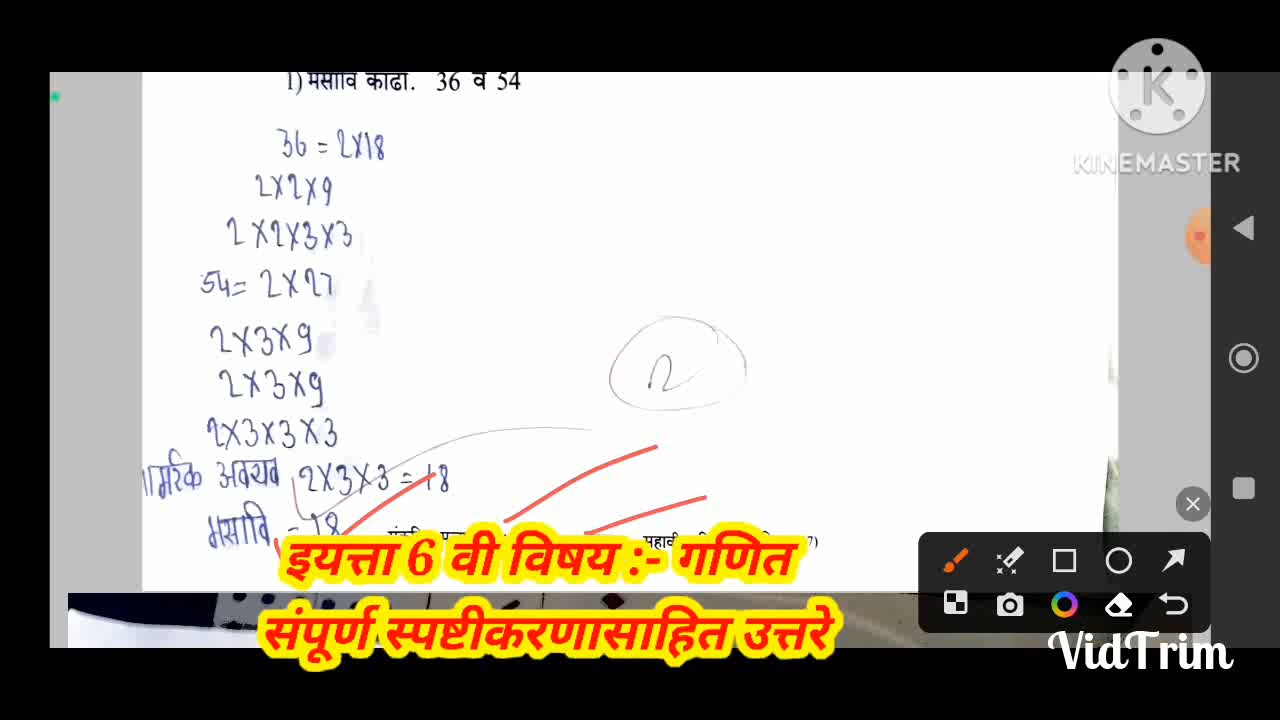 1) मसावि काढा. 36 व 54
36 = 2X18
2X2X9
2X2X3X3
54= 2X27
2X3X9
2X3X9
2X3X3X3
अवयव 2X3X3 = 18
मसावि = 18
2
इयत्ता 6 वी विषय :- गणित
संपूर्ण स्पष्टीकरणासाहित उत्तरे
K
KINEMASTER
VidTrim